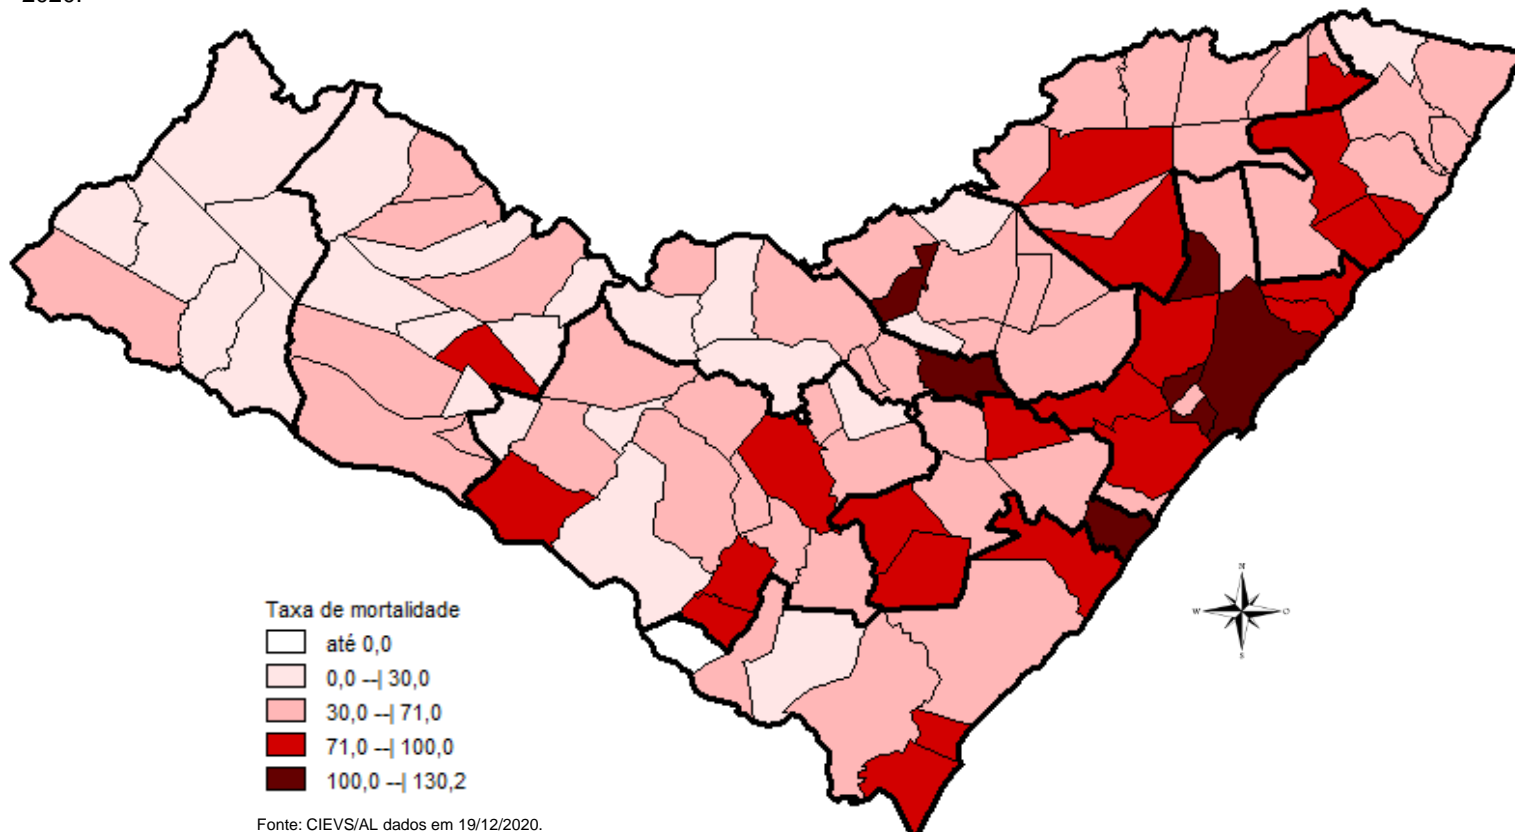 2020.
Taxa de mortalidade
até 0,0
0,0 --| 30,0
30,0 --| 71,0
71,0 --| 100,0
100,0 --| 130,2
Fonte: CIEVS/AL dados em 19/12/2020.
N
W O
S